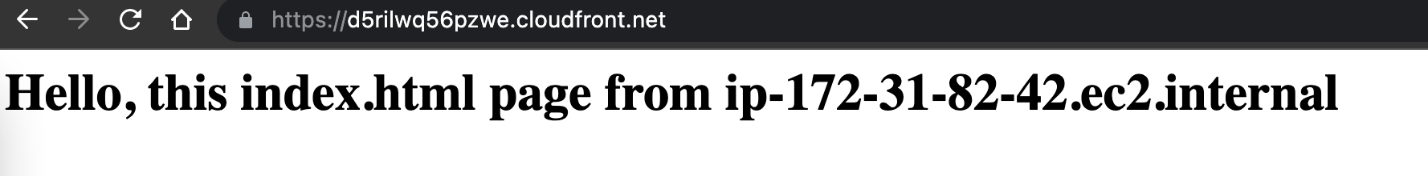 https://d5rilwq56pzwe.cloudfront.net
Hello, this index.html page from ip-172-31-82-42.ec2.internal